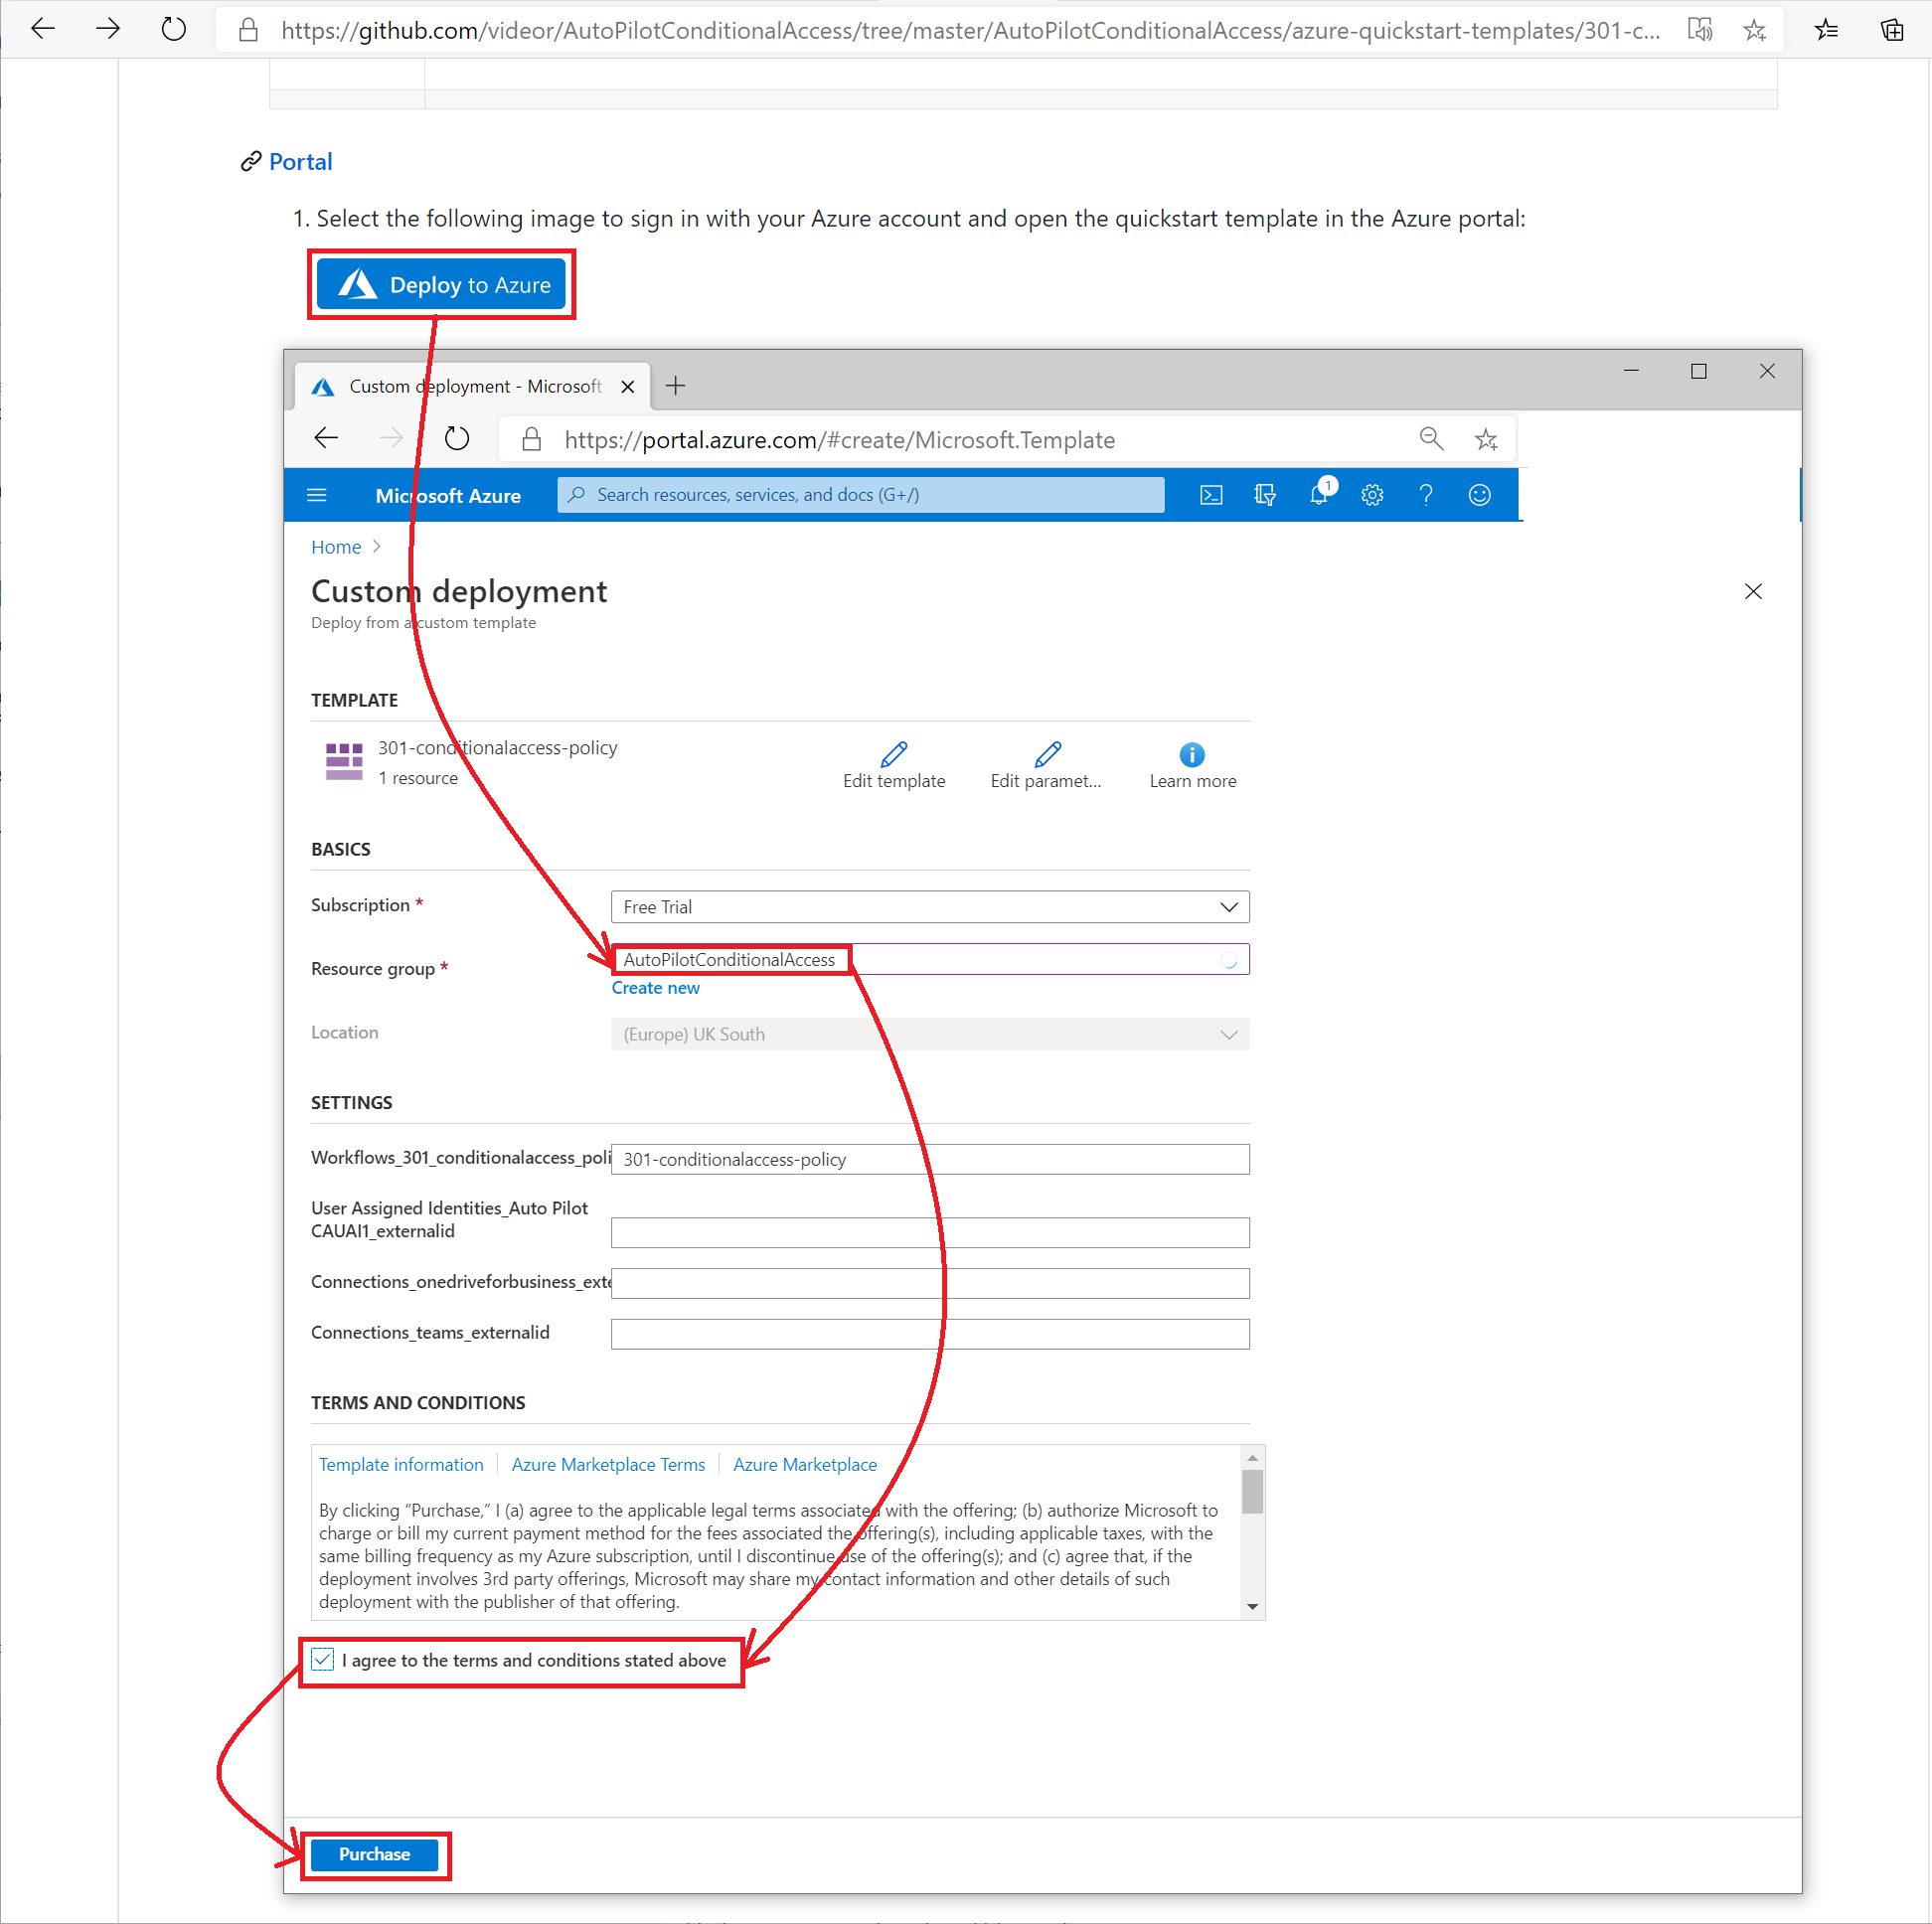 https://github.com/videor/AutoPilotConditionalAccess/tree/master/AutoPilotConditionalAccess/azure-quickstart-templates/301-c...
Portal
1. Select the following image to sign in with your Azure account and open the quickstart template in the Azure portal:
Deploy to Azure
Custom deployment - Microsoft
https://portal.azure.com/#create/Microsoft.Template
Microsoft Azure
Search resources, services, and docs (G+/)
1
Home
Custom deployment
Deploy from a custom template
TEMPLATE
301-conditionalaccess-policy
1 resource
Edit template
Edit paramet...
Learn more
BASICS
Subscription *
Free Trial
Resource group *
AutoPilotConditionalAccess
Create new
Location
(Europe) UK South
SETTINGS
Workflows_301_conditionalaccess_poli
301-conditionalaccess-policy
User Assigned Identities_Auto Pilot
CAUAI1_externalid
Connections_onedriveforbusiness_exte
Connections_teams_externalid
TERMS AND CONDITIONS
Template information
Azure Marketplace Terms
Azure Marketplace
By clicking “Purchase,” I (a) agree to the applicable legal terms associated with the offering; (b) authorize Microsoft to
charge or bill my current payment method for the fees associated the offering(s), including applicable taxes, with the
same billing frequency as my Azure subscription, until I discontinue use of the offering(s); and (c) agree that, if the
deployment involves 3rd party offerings, Microsoft may share my contact information and other details of such
deployment with the publisher of that offering.
I agree to the terms and conditions stated above
Purchase